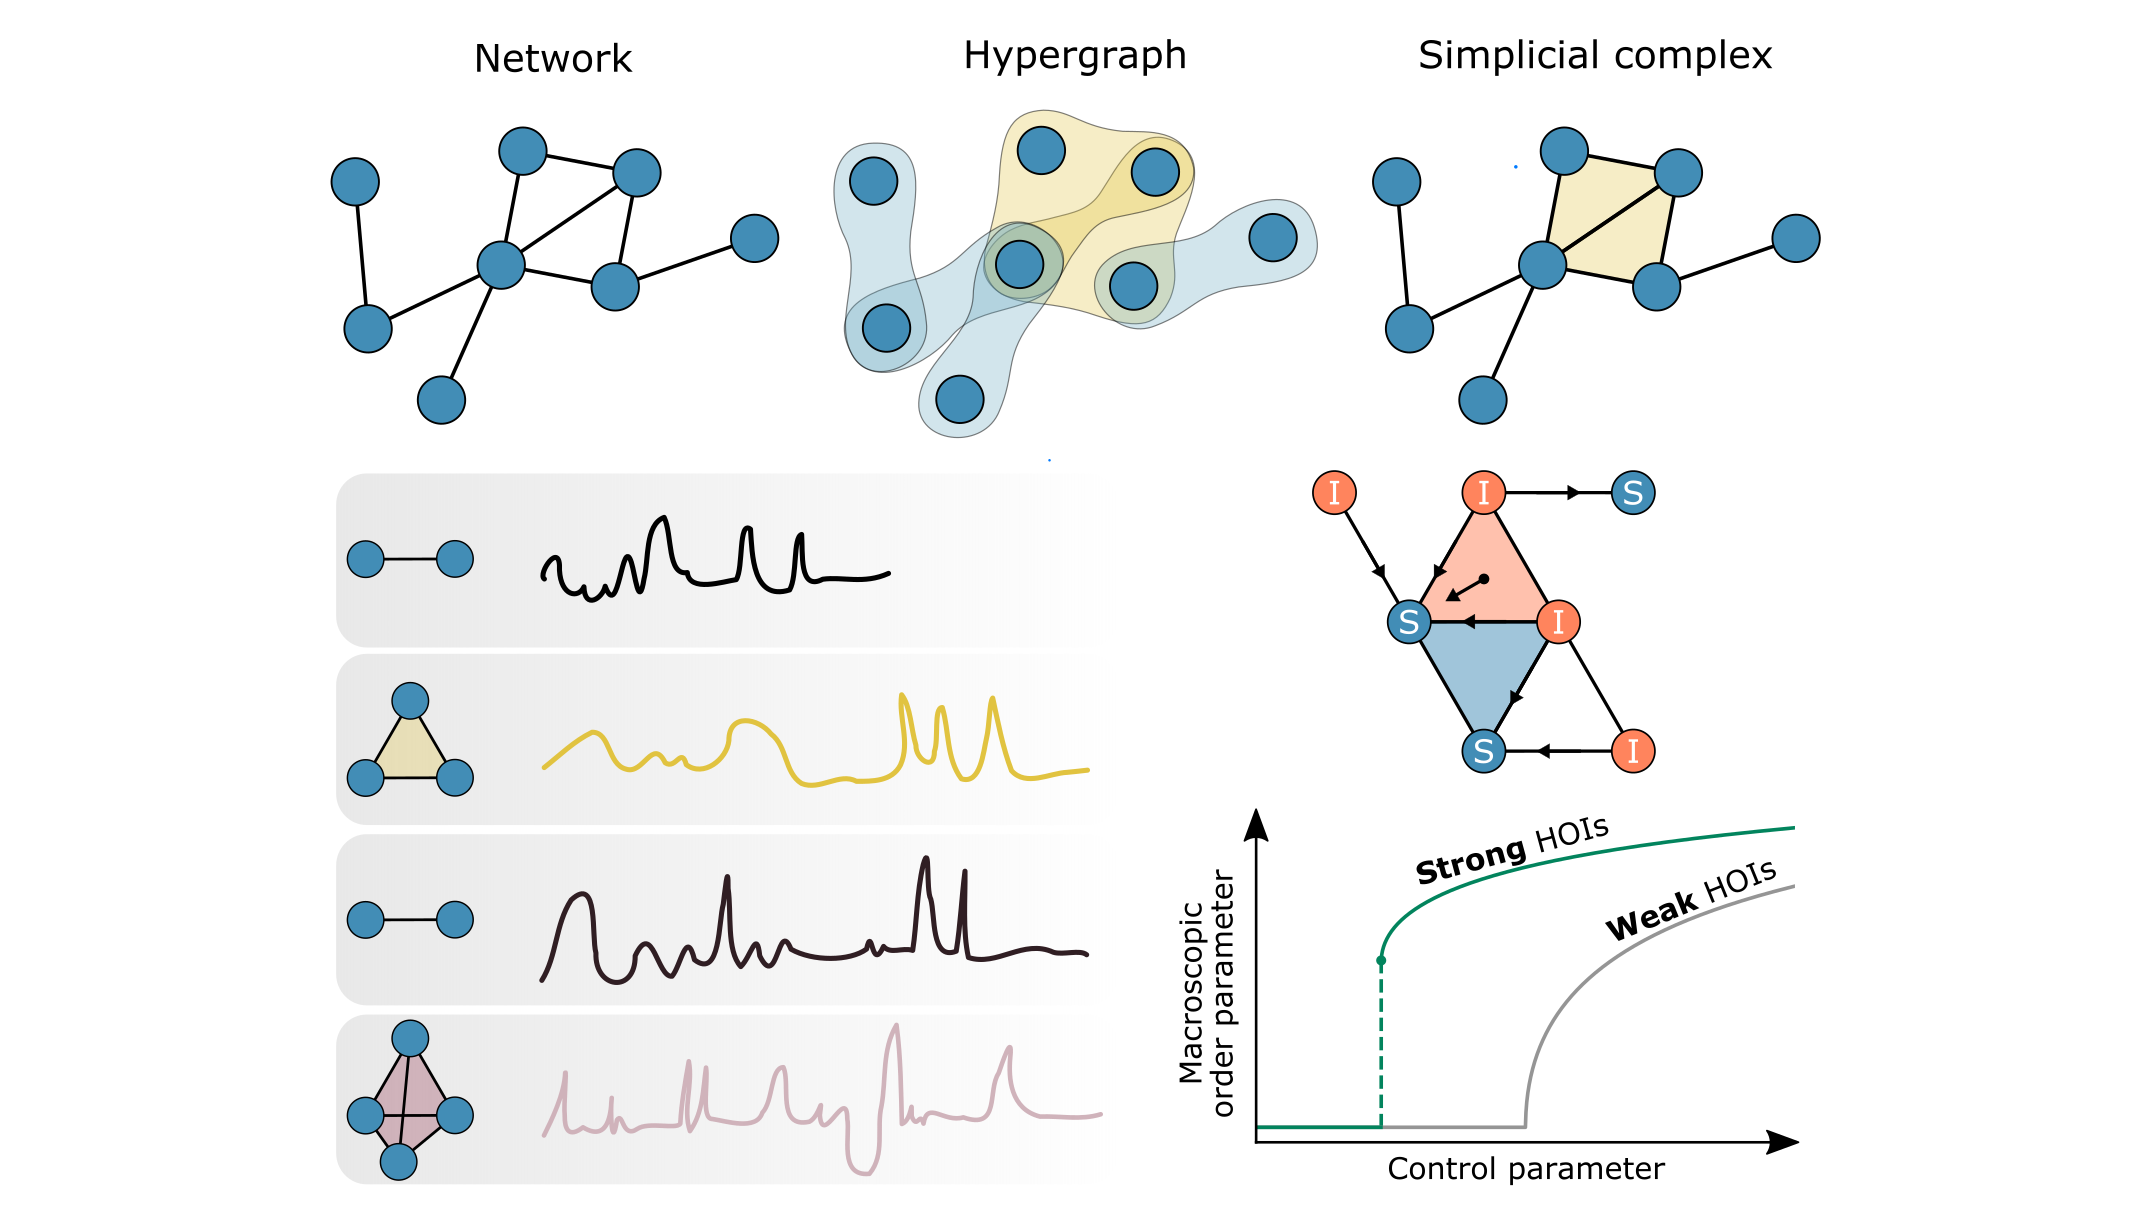 Network
Hypergraph
Simplicial complex
I
I
S
S
I
S
I
Strong HOIs
Weak HOIs
Macroscopic
order parameter
Control parameter